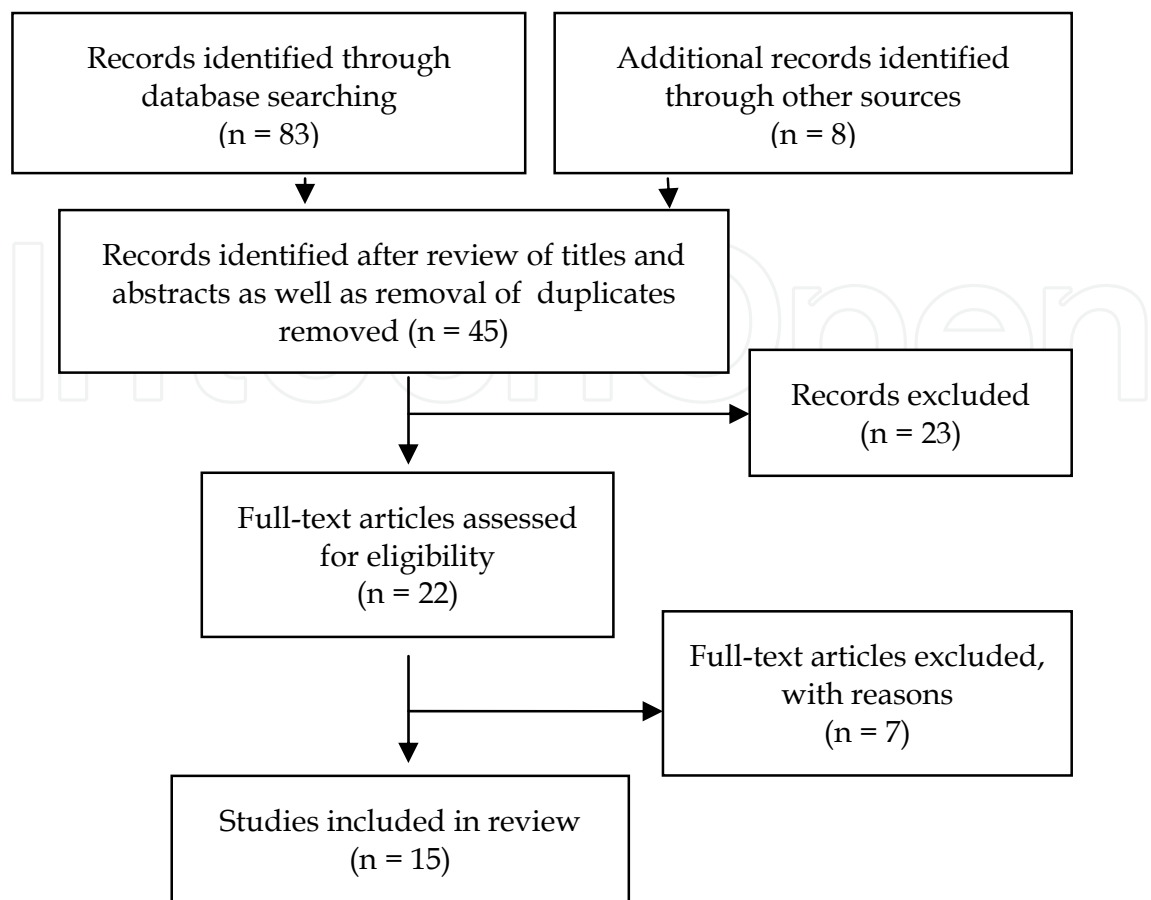 Records identified through
database searching
(n = 83)
Additional records identified
through other sources
(n = 8)
Records identified after review of titles and
abstracts as well as removal of duplicates
removed (n = 45)
Records excluded
(n = 23)
Full-text articles assessed
for eligibility
(n = 22)
Full-text articles excluded,
with reasons
(n = 7)
Studies included in review
(n = 15)
IntechOpen